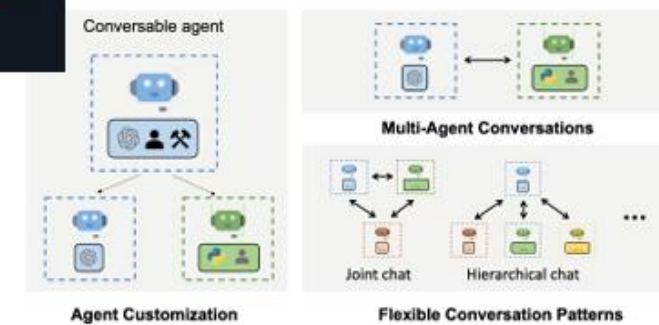 Conversable agent
Agent Customization
Multi-Agent Conversations
Joint chat
Hierarchical chat
...
Flexible Conversation Patterns